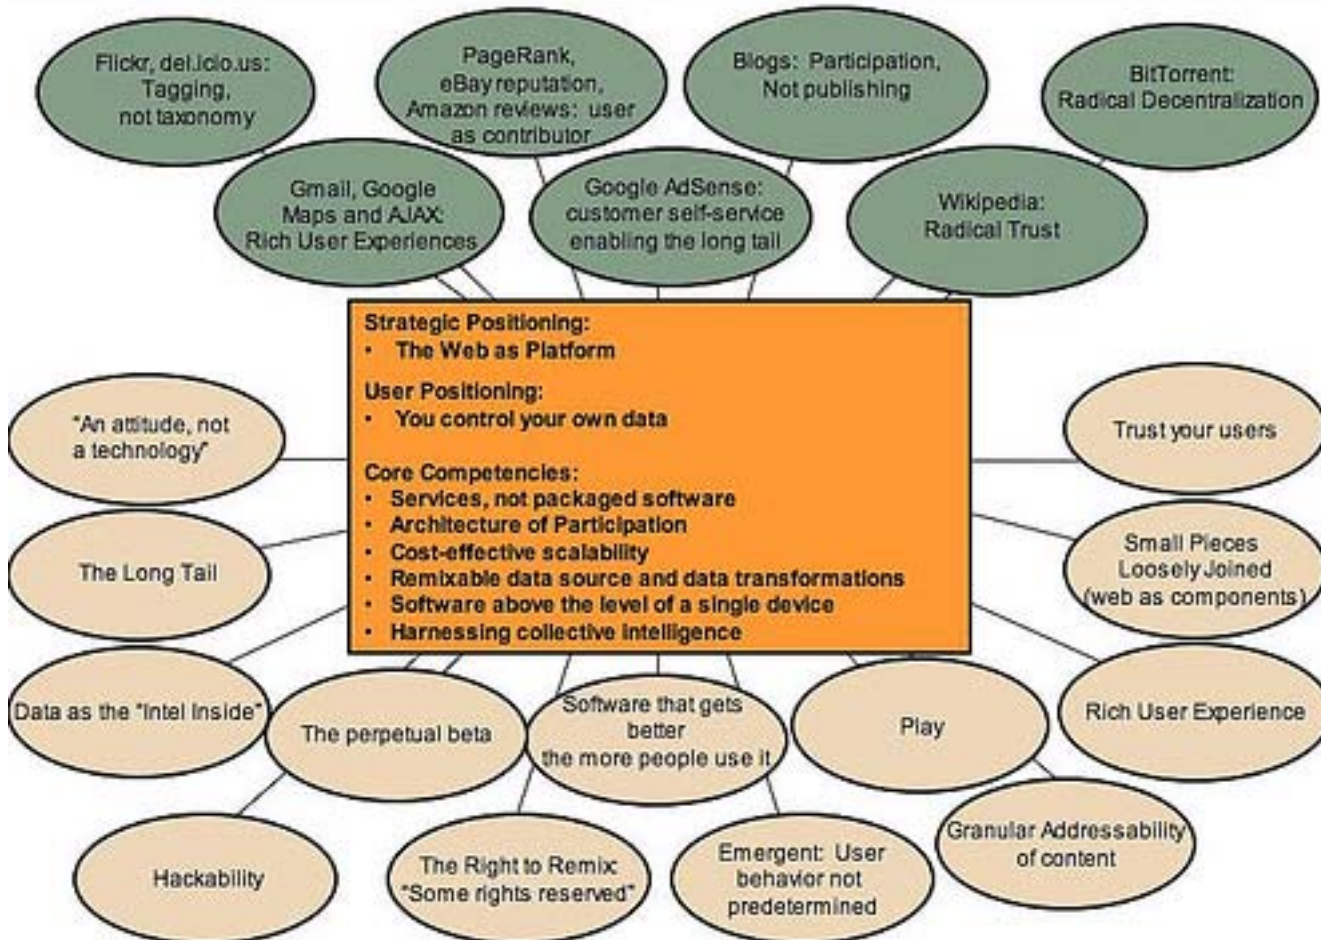 Flickr, del.icio.us:
Tagging,
not taxonomy
PageRank,
eBay reputation,
Amazon reviews: user
as contributor
Blogs: Participation,
Not publishing
BitTorrent:
Radical Decentralization
Gmail, Google
Maps and AJAX:
Rich User Experiences
Google AdSense:
customer self-service
enabling the long tail
Wikipedia:
Radical Trust
Strategic Positioning:
• The Web as Platform
User Positioning:
• You control your own data
Core Competencies:
• Services, not packaged software
• Architecture of Participation
• Cost-effective scalability
• Remixable data source and data transformations
• Software above the level of a single device
• Harnessing collective intelligence
"An attitude, not
a technology"
Trust your users
The Long Tail
Small Pieces
Loosely Joined
(web as components)
Data as the "Intel Inside"
The perpetual beta
Software that gets
better
the more people use it
Play
Rich User Experience
Hackability
The Right to Remix:
"Some rights reserved"
Emergent: User
behavior not
predetermined
Granular Addressability
of content